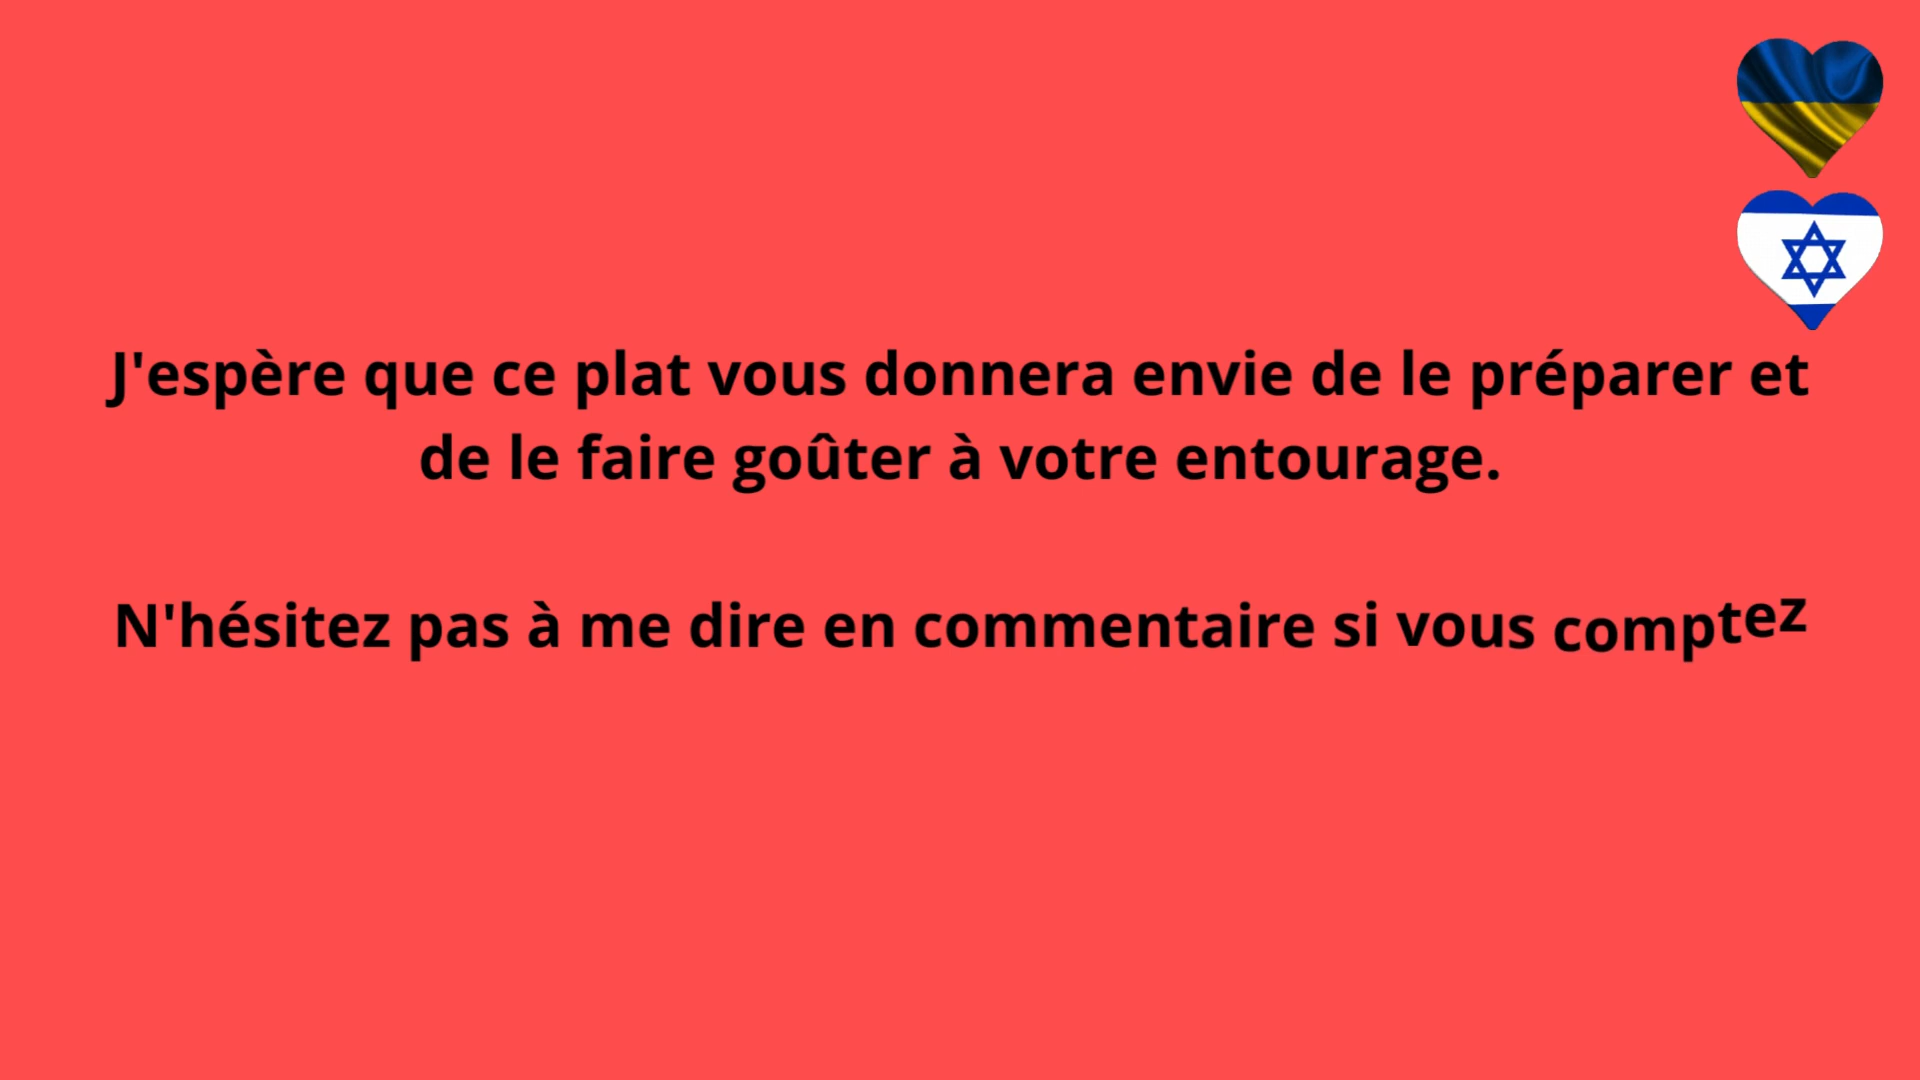 J'espère que ce plat vous donnera envie de le préparer et
de le faire goûter à votre entourage.
N'hésitez pas à me dire en commentaire si vous comptez